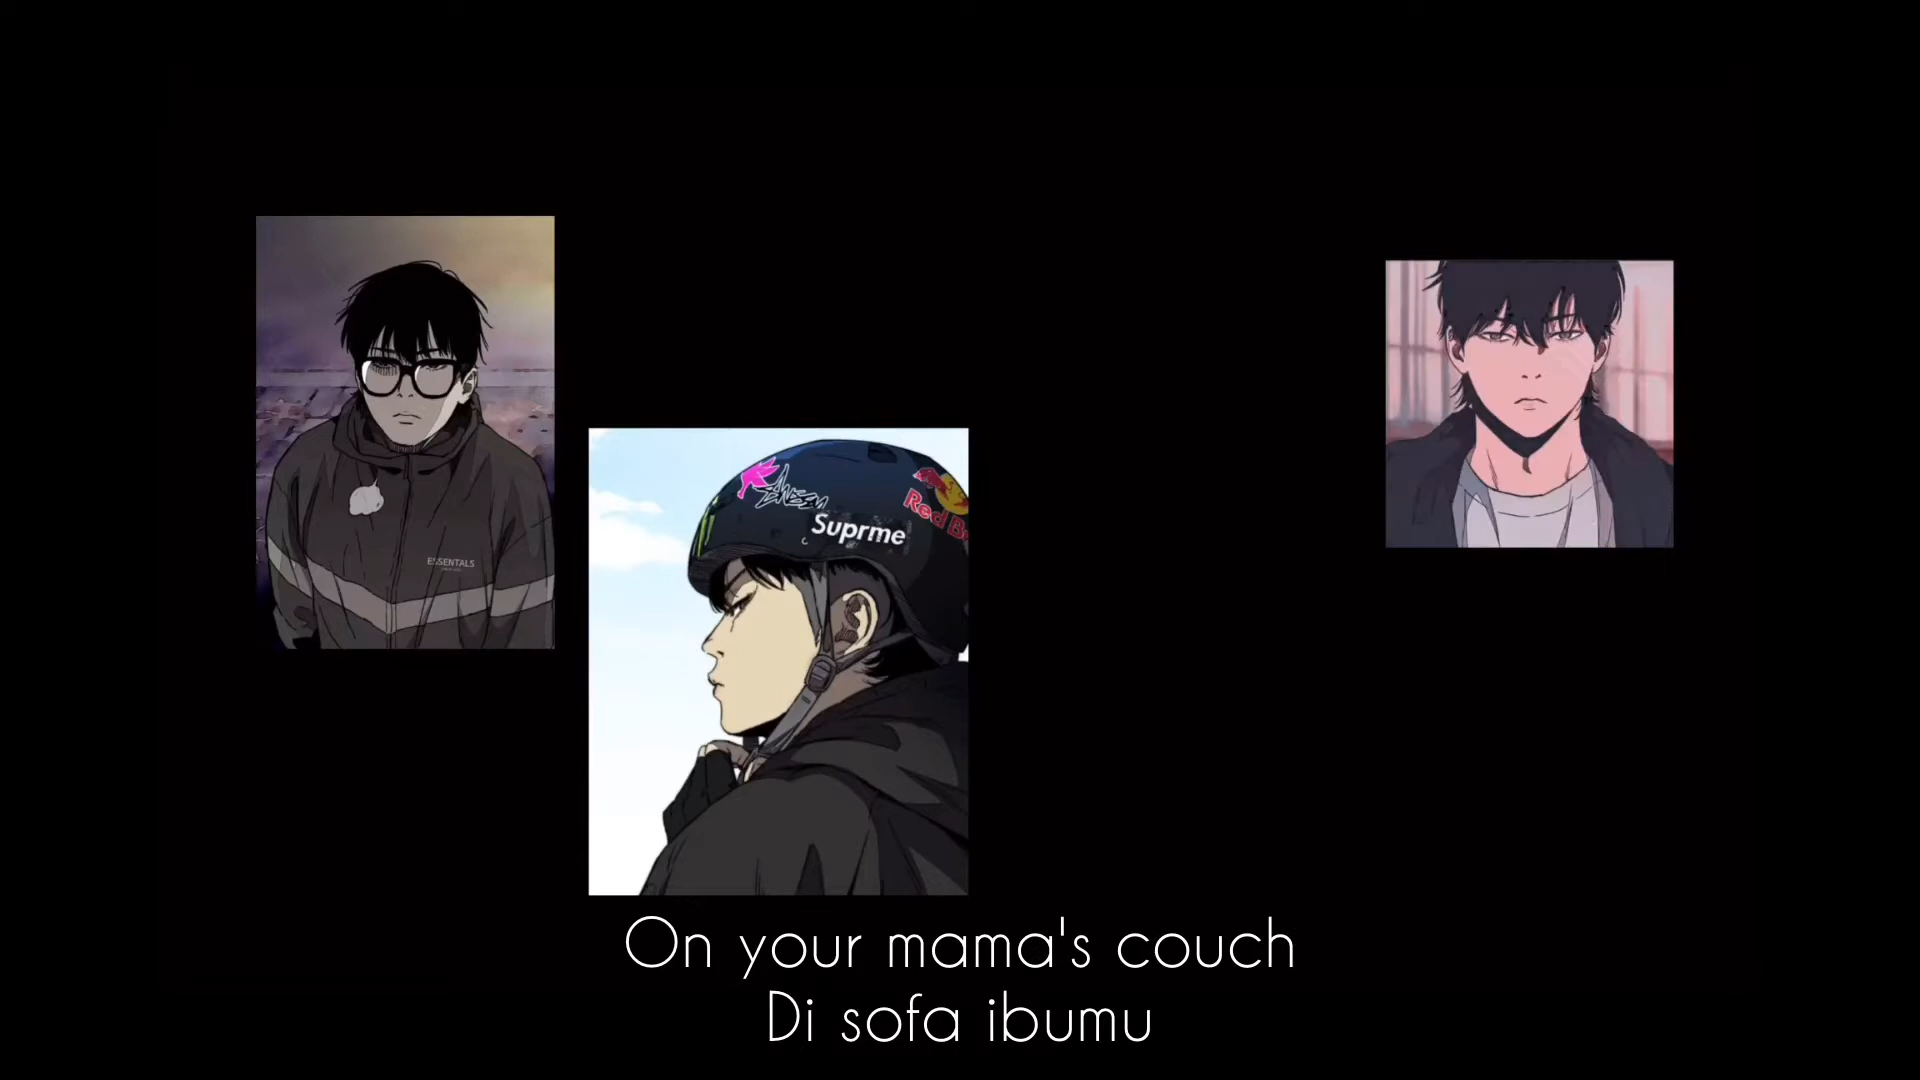 ESSENTALS
Suprme
Red B
On your mama's couch
Di sofa ibumu